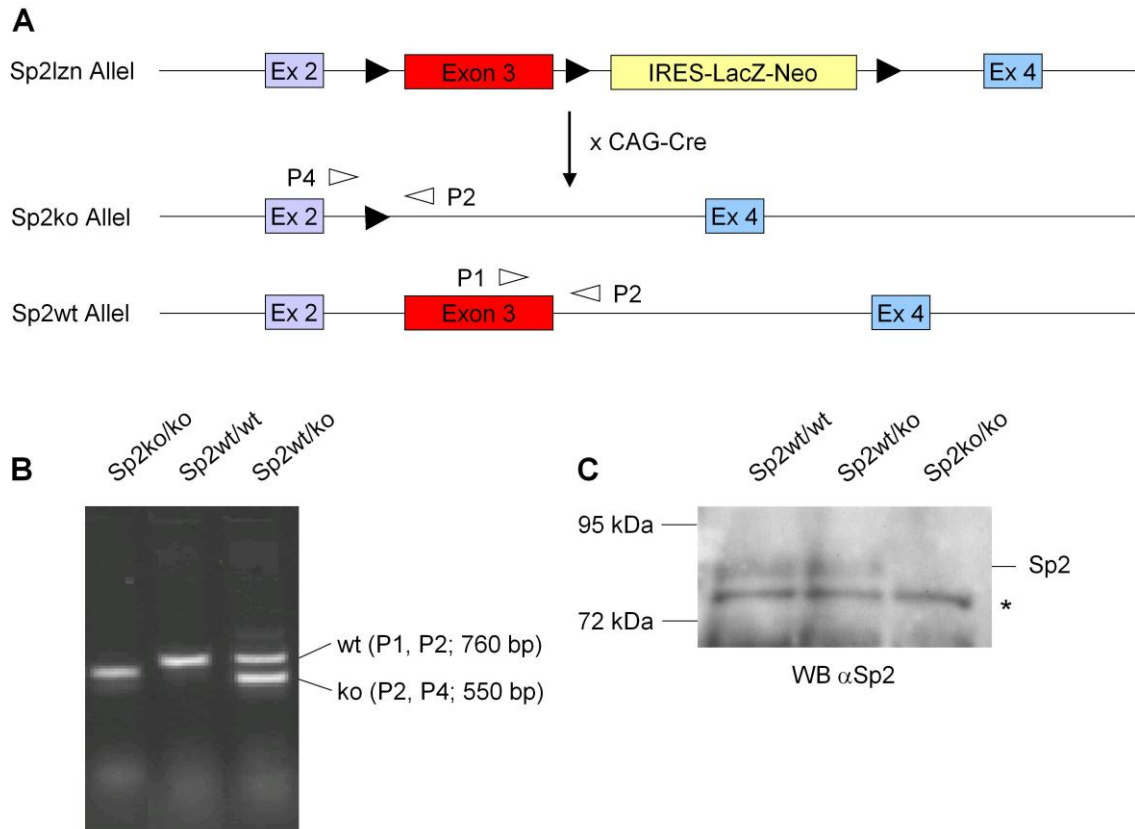 A
Sp2lzn Allel
Ex 2
Exon 3
IRES-LacZ-Neo
Ex 4
x CAG-Cre
P4
P2
Sp2ko Allel
Ex 2
Ex 4
P1
P2
Sp2wt Allel
Ex 2
Exon 3
Ex 4
B
Sp2ko/ko
Sp2wt/wt
Sp2wt/ko
wt (P1, P2; 760 bp)
ko (P2, P4; 550 bp)
C
Sp2wt/wt
Sp2wt/ko
Sp2ko/ko
95 kDa
Sp2
*
72 kDa
WB αSp2